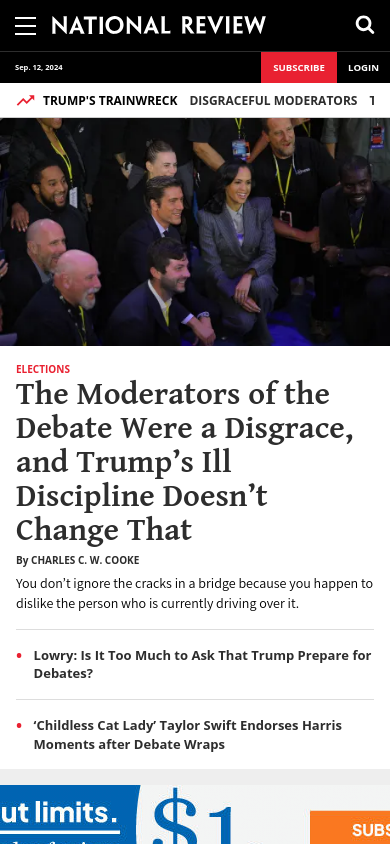 NATIONAL REVIEW
Sep. 12, 2024
SUBSCRIBE
LOGIN
TRUMP'S TRAINWRECK DISGRACEFUL MODERATORS
ELECTIONS
The Moderators of the
Debate Were a Disgrace,
and Trump’s Ill
Discipline Doesn’t
Change That
By CHARLES C. W. COOKE
You don’t ignore the cracks in a bridge because you happen to
dislike the person who is currently driving over it.
• Lowry: Is It Too Much to Ask That Trump Prepare for
Debates?
• ‘Childless Cat Lady’ Taylor Swift Endorses Harris
Moments after Debate Wraps
ut limits.
$1
SUBS